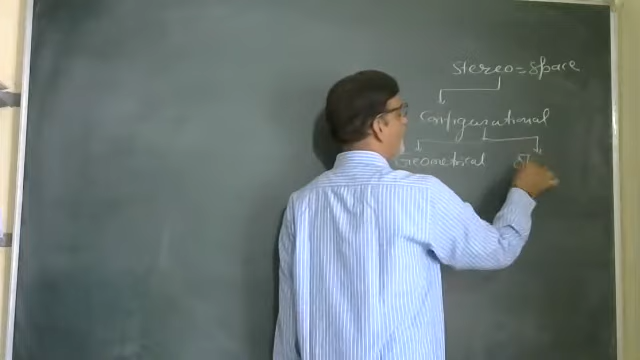 Stereo = Space
Configurational
Geometrical